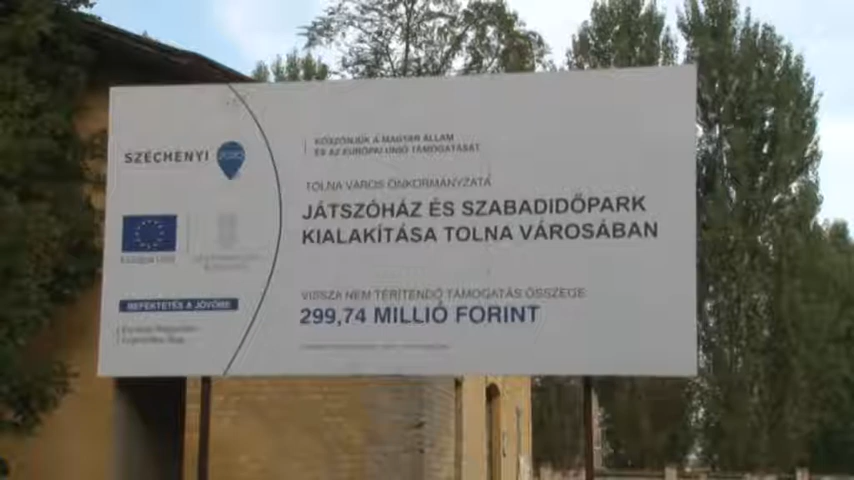 SZÉCHENYI 2020
KÖSZÖNJÜK A MAGYAR ÁLLAM
ÉS AZ EURÓPAI UNIÓ TÁMOGATÁSÁT
TOLNA VÁROS ÖNKORMÁNYZATA
JÁTSZÓHÁZ ÉS SZABADIDŐPARK
KIALAKÍTÁSA TOLNA VÁROSÁBAN
VISSZA NEM TÉRÍTENDŐ TÁMOGATÁS ÖSSZEGE
299,74 MILLIÓ FORINT
BEFEKTETÉS A JÖVŐBE